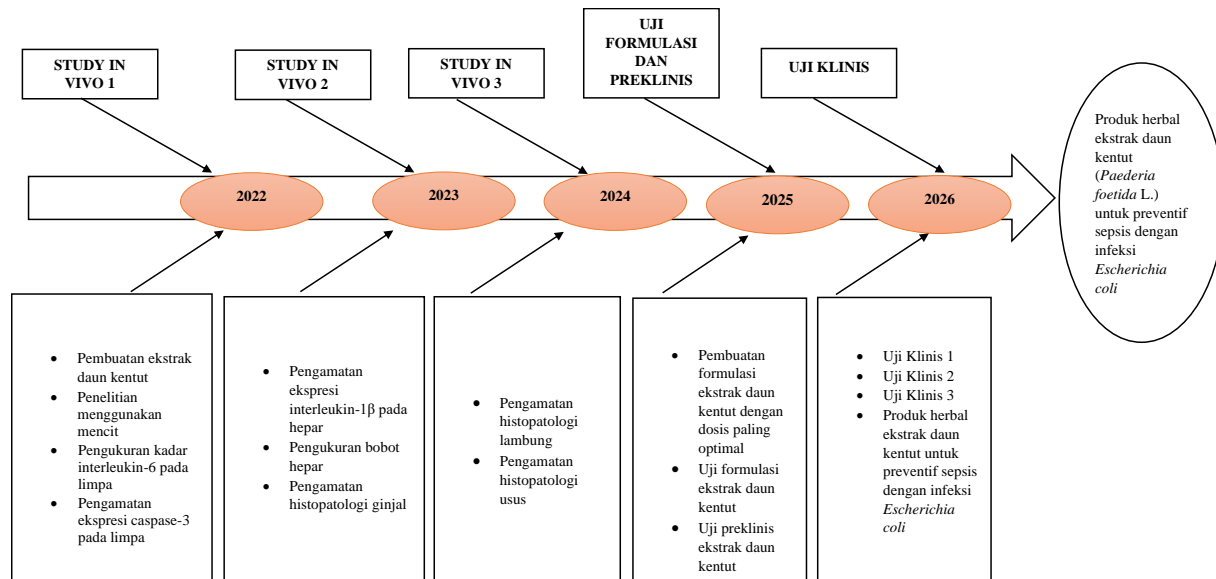 STUDY IN
VIVO 1
STUDY IN
VIVO 2
STUDY IN
VIVO 3
UJI
FORMULASI
DAN
PREKLINIS
UJI KLINIS
2022
2023
2024
2025
2026
Produk herbal
ekstrak daun
kentut
(Paederia
foetida L.)
untuk preventif
sepsis dengan
infeksi
Escherichia
coli
• Pembuatan ekstrak
daun kentut
• Penelitian
menggunakan
mencit
• Pengukuran kadar
interleukin-6 pada
limpa
• Pengamatan
ekspresi caspase-3
pada limpa
• Pengamatan
ekspresi
interleukin-1β pada
hepar
• Pengukuran bobot
hepar
• Pengamatan
histopatologi ginjal
• Pengamatan
histopatologi
lambung
• Pengamatan
histopatologi
usus
• Pembuatan
formulasi
ekstrak daun
kentut dengan
dosis paling
optimal
• Uji formulasi
ekstrak daun
kentut
• Uji preklinis
ekstrak daun
kentut
• Uji Klinis 1
• Uji Klinis 2
• Uji Klinis 3
• Produk herbal
ekstrak daun
kentut untuk
preventif sepsis
dengan infeksi
Escherichia
coli